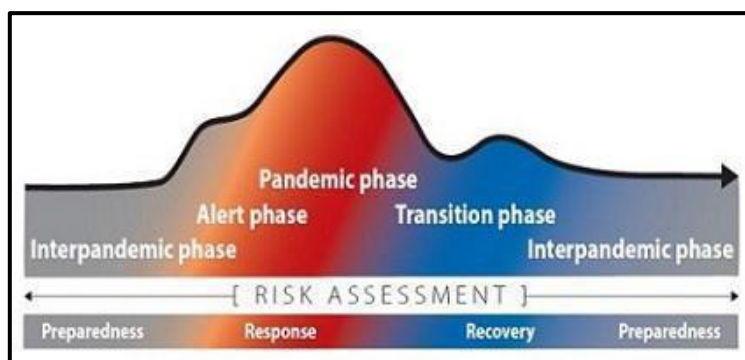 Pandemic phase
Alert phase
Transition phase
Interpandemic phase
Interpandemic phase
[ RISK ASSESSMENT ]
Preparedness
Response
Recovery
Preparedness